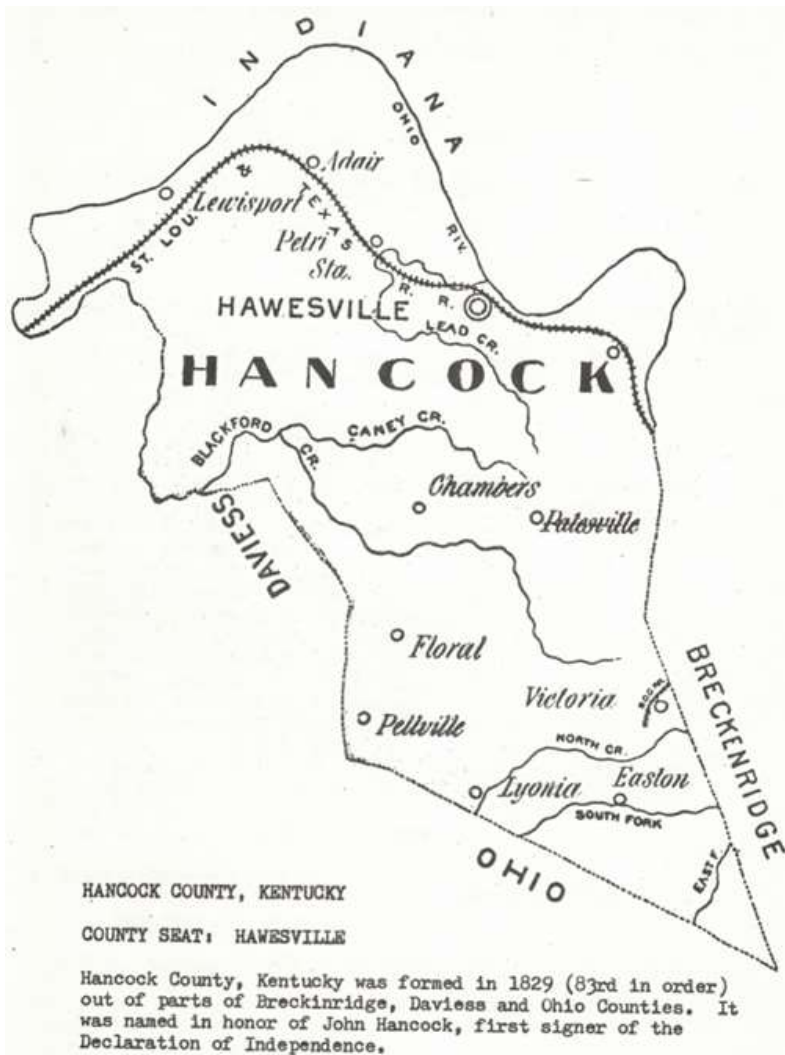 INDIANA
OHIO
RIV.
Adair
Lewisport
ST. LOU. & TEXAS
R. R.
Petri
Sta.
HAWESVILLE
LEAD CR.
HANCOCK
BLACKFORD
CR.
CANEY CR.
Chambers
Patesville
DAVIESS
Floral
Victoria
BRECKENRIDGE
Pellville
NORTH CR.
Lyonia
Easton
SOUTH FORK
EAST F.
OHIO
HANCOCK COUNTY, KENTUCKY
COUNTY SEAT: HAWESVILLE
Hancock County, Kentucky was formed in 1829 (83rd in order)
out of parts of Breckinridge, Daviess and Ohio Counties. It
was named in honor of John Hancock, first signer of the
Declaration of Independence.